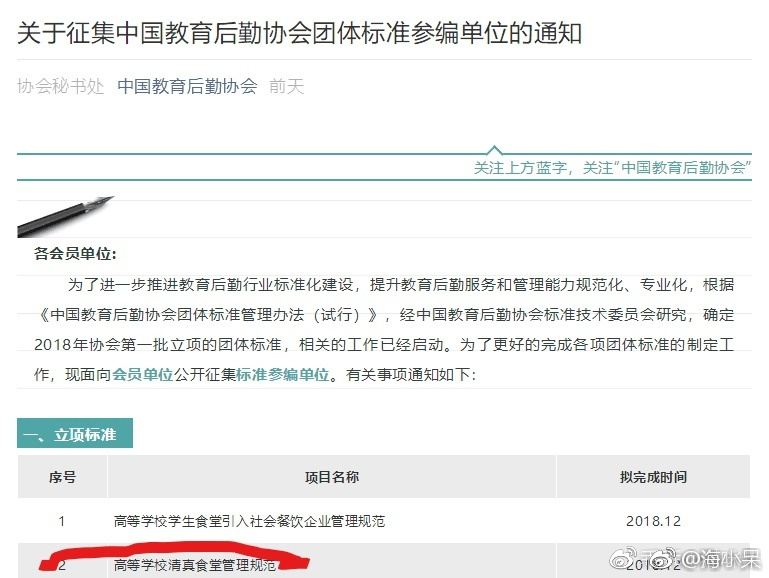 关于征集中国教育后勤协会团体标准参编单位的通知
协会秘书处 中国教育后勤协会 前天
关注上方蓝字，关注"中国教育后勤协会"
各会员单位:
为了进一步推进教育后勤行业标准化建设，提升教育后勤服务和管理能力规范化、专业化，根据
《中国教育后勤协会团体标准管理办法（试行）》，经中国教育后勤协会标准技术委员会研究，确定
2018年协会第一批立项的团体标准，相关的工作已经启动。为了更好的完成各项团体标准的制定工
作，现面向会员单位公开征集标准参编单位。有关事项通知如下：
一、立项标准
序号 项目名称 拟完成时间
1 高等学校学生食堂引入社会餐饮企业管理规范 2018.12
2 高等学校清真食堂管理规范 2018.12
@海小呆